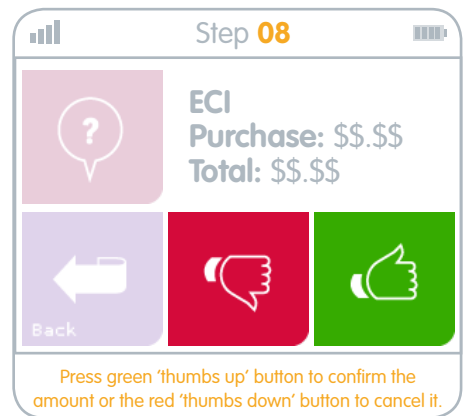 Step 08
?
ECI
Purchase: $$.$$
Total: $$.$$
Back
Press green ‘thumbs up’ button to confirm the
amount or the red ‘thumbs down’ button to cancel it.